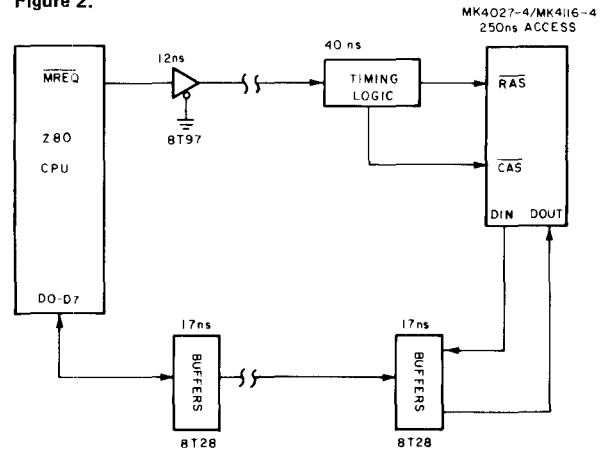 Figure 2.
MK4027-4/MK4116-4
250ns ACCESS
12ns
40 ns
MREQ
TIMING
LOGIC
RAS
8T97
Z80
CPU
CAS
DIN DOUT
D0-D7
17ns
17ns
BUFFERS
BUFFERS
8T28
8T28